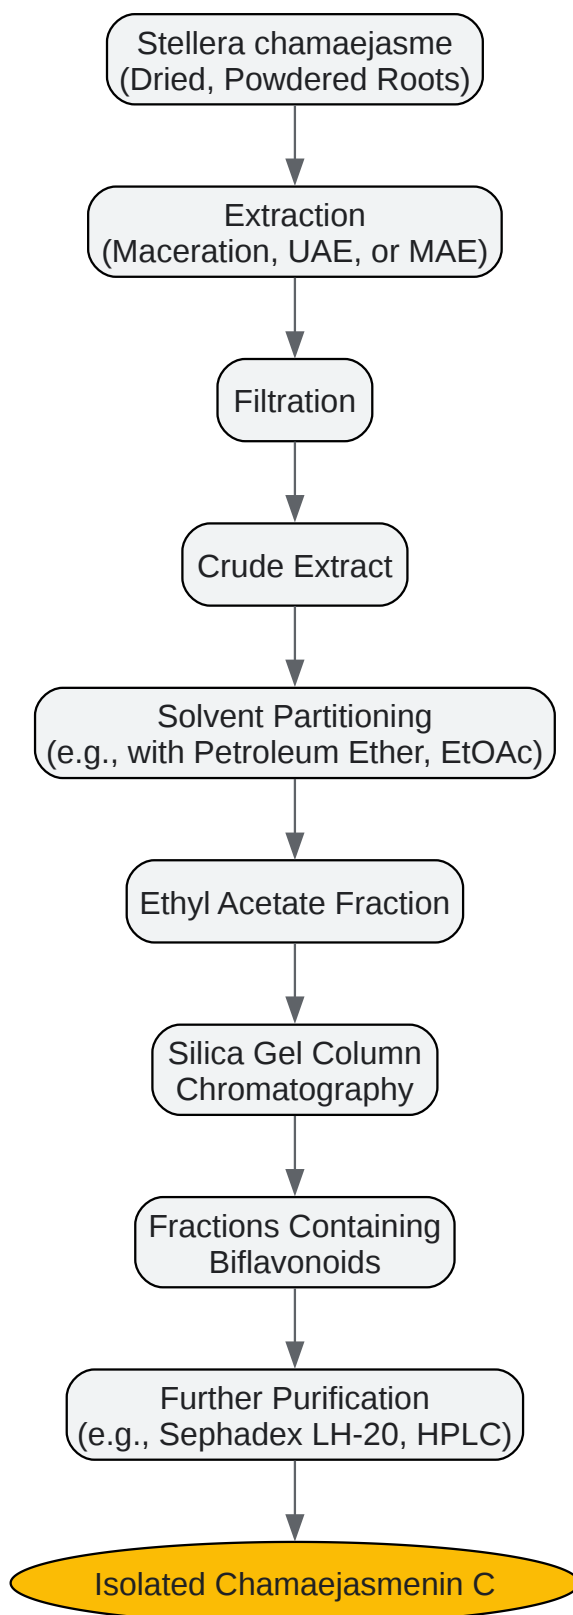 Stellera chamaejasme
(Dried, Powdered Roots)
Extraction
(Maceration, UAE, or MAE)
Filtration
Crude Extract
Solvent Partitioning
(e.g., with Petroleum Ether, EtOAc)
Ethyl Acetate Fraction
Silica Gel Column
Chromatography
Fractions Containing
Biflavonoids
Further Purification
(e.g., Sephadex LH-20, HPLC)
Isolated Chamaejasmenin C